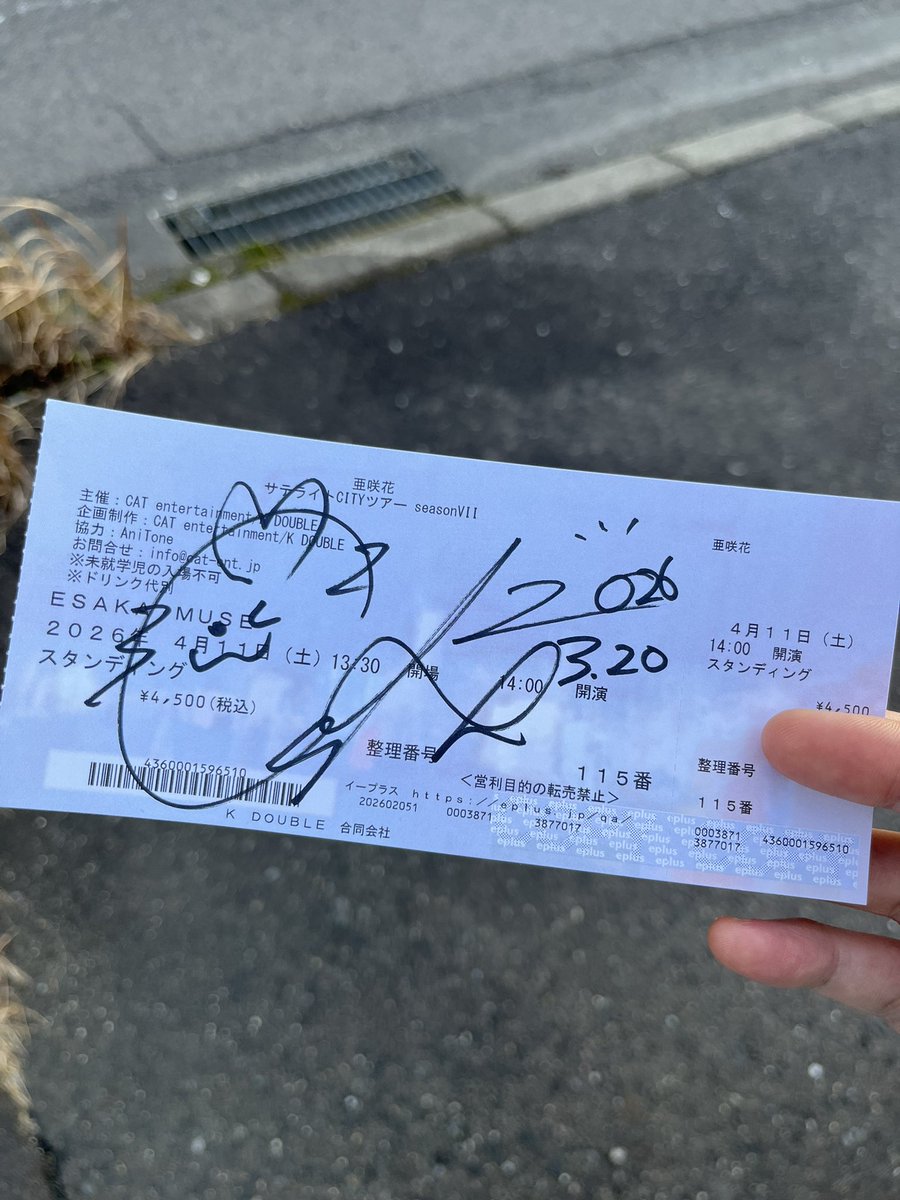 亜咲花
サテライトCITYツアー seasonVII
主催：CAT entertainment/K DOUBLE
企画制作：CAT entertainment/K DOUBLE
協力：AniTone
お問合せ：info@cat-ent.jp
※未就学児の入場不可
※ドリンク代別
ESAKA MUSE
2026年 4月11日（土）13:30 開場 14:00 開演
スタンディング
¥4,500(税込)
整理番号 115番
4360001596510
＜営利目的の転売禁止＞
イープラス https://eplus.jp/qa/
202602051 0003871 3877017
K DOUBLE 合同会社
2026
3.20
亜咲花
4月11日（土）
14:00 開演
スタンディング
¥4,500
整理番号
115番
0003871 4360001596510
3877017
eplus eplus eplus eplus